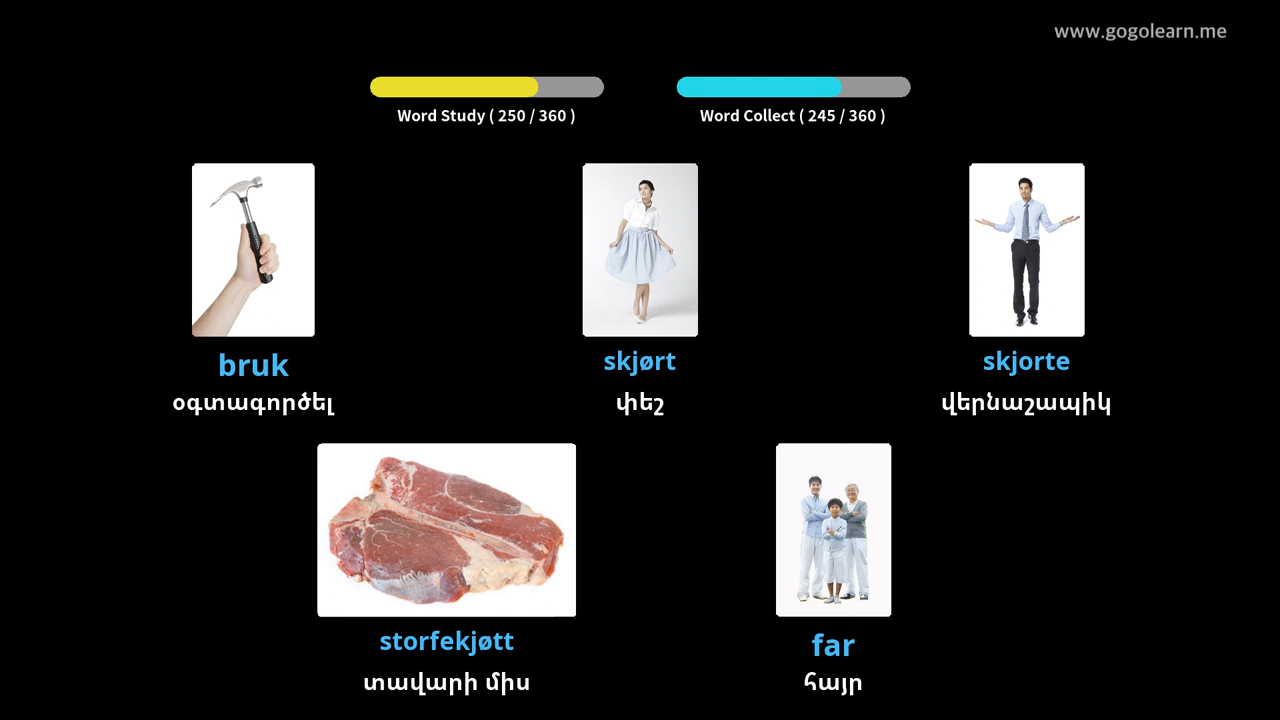 www.gogolearn.me
Word Study ( 250 / 360 )
Word Collect ( 245 / 360 )
bruk
օգտագործել
skjørt
փեշ
skjorte
վերնաշապիկ
storfekjøtt
տավարի միս
far
հայր